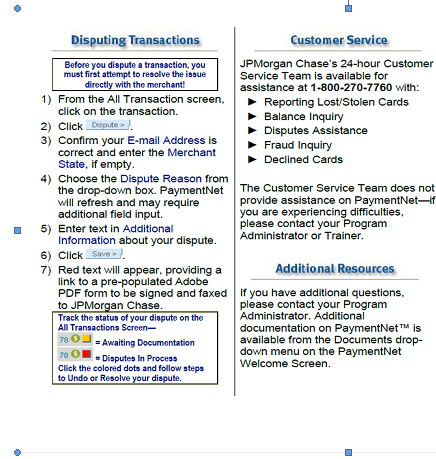 Disputing Transactions
Before you dispute a transaction, you
must first attempt to resolve the issue
directly with the merchant!
1) From the All Transaction screen,
click on the transaction.
2) Click Dispute > .
3) Confirm your E-mail Address is
correct and enter the Merchant
State, if empty.
4) Choose the Dispute Reason from
the drop-down box. PaymentNet
will refresh and may require
additional field input.
5) Enter text in Additional
Information about your dispute.
6) Click Save > .
7) Red text will appear, providing a
link to a pre-populated Adobe
PDF form to be signed and faxed
to JPMorgan Chase.
Track the status of your dispute on the
All Transactions Screen—
78 $ = Awaiting Documentation
78 $ = Disputes In Process
Click the colored dots and follow steps
to Undo or Resolve your dispute.
Customer Service
JPMorgan Chase's 24-hour Customer
Service Team is available for
assistance at 1-800-270-7760 with:
► Reporting Lost/Stolen Cards
► Balance Inquiry
► Disputes Assistance
► Fraud Inquiry
► Declined Cards
The Customer Service Team does not
provide assistance on PaymentNet—if
you are experiencing difficulties,
please contact your Program
Administrator or Trainer.
Additional Resources
If you have additional questions,
please contact your Program
Administrator. Additional
documentation on PaymentNet™ is
available from the Documents drop-
down menu on the PaymentNet
Welcome Screen.